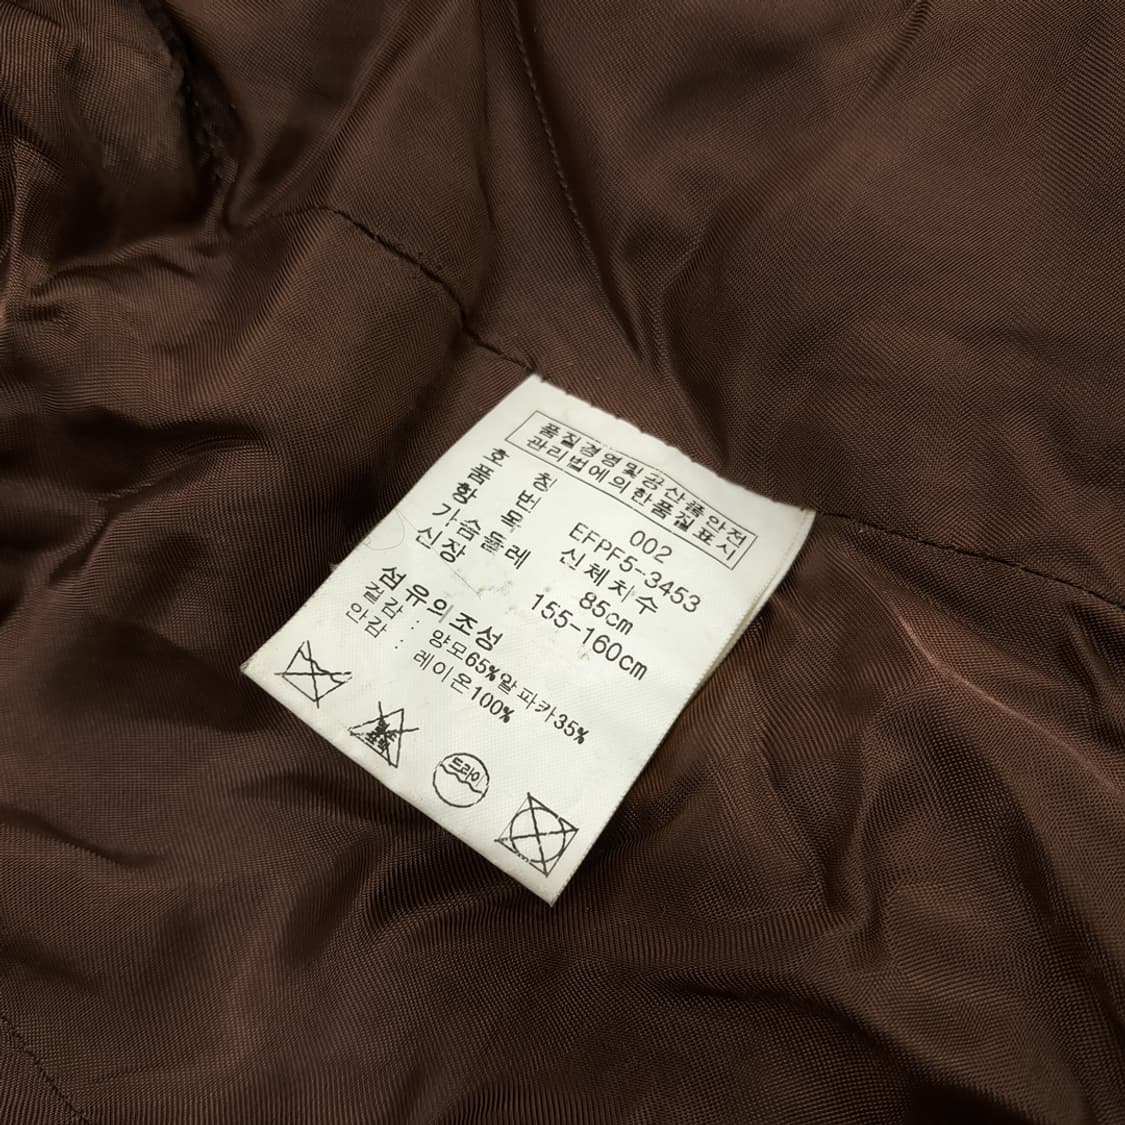 품질경영및공산품안전
관리법에의한품질표시
호 칭 002
품 번 EFPF5-3453
항 목 신체치수
가슴둘레 85cm
신장 155-160cm
섬유의조성
겉감 : 양모65%알파카35%
안감 : 레이온100%
드라이